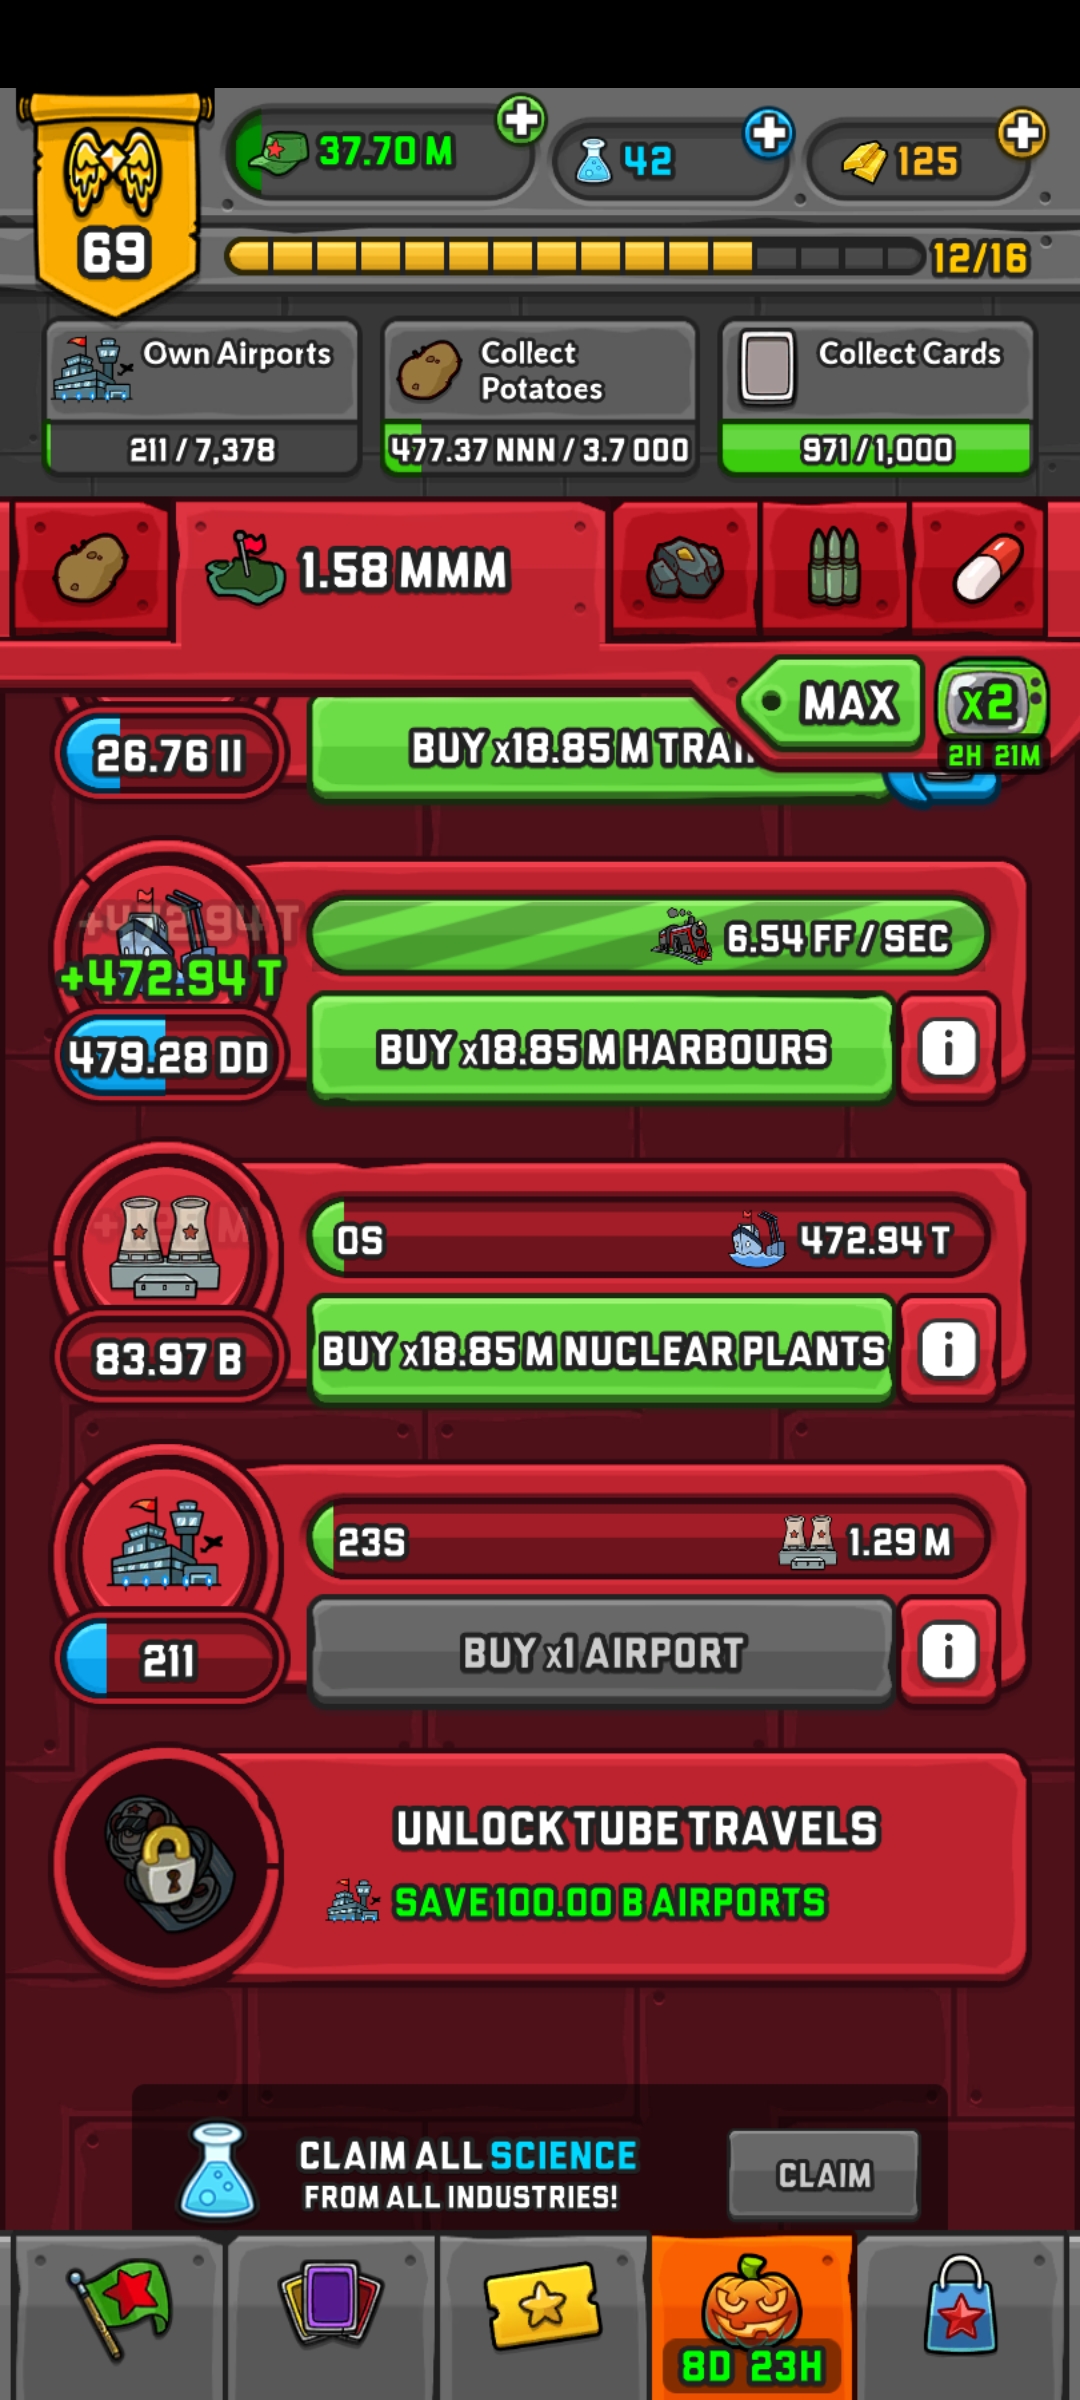 37.70 M
42
125
69
12/16
Own Airports
211 / 7,378
Collect
Potatoes
477.37 NNN / 3.7 OOO
Collect Cards
971 / 1,000
1.58 MMM
MAX
x2
2H 21M
26.76 II
BUY x18.85 M
+472.94 T
+472.94 T
6.54 FF / SEC
479.28 DD
BUY x18.85 M HARBOURS
i
0S
472.94 T
83.97 B
BUY x18.85 M NUCLEAR PLANTS
i
23S
1.29 M
211
BUY x1 AIRPORT
i
UNLOCK TUBE TRAVELS
SAVE 100.00 B AIRPORTS
CLAIM ALL SCIENCE
FROM ALL INDUSTRIES!
CLAIM
8D 23H